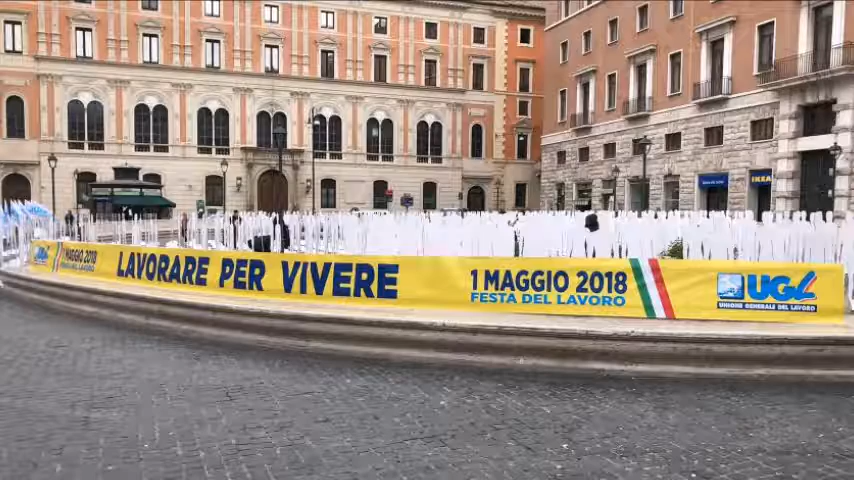 1 MAGGIO 2018
FESTA DEL LAVORO
LAVORARE PER VIVERE
1 MAGGIO 2018
FESTA DEL LAVORO
UGL
UNIONE GENERALE DEL LAVORO
IKEA